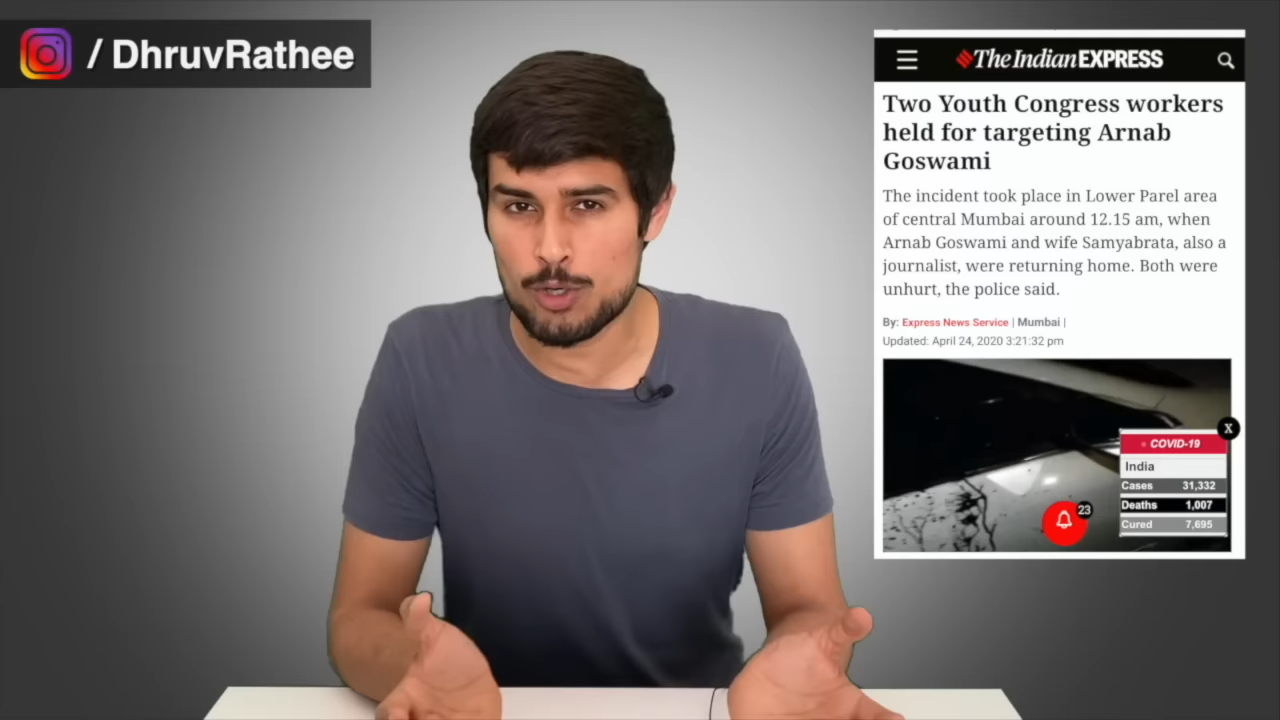 / DhruvRathee
The Indian EXPRESS
Two Youth Congress workers
held for targeting Arnab
Goswami
The incident took place in Lower Parel area
of central Mumbai around 12.15 am, when
Arnab Goswami and wife Samyabrata, also a
journalist, were returning home. Both were
unhurt, the police said.
By: Express News Service | Mumbai |
Updated: April 24, 2020 3:21:32 pm
X
COVID-19
India
Cases 31,332
Deaths 1,007
Cured 7,695
23